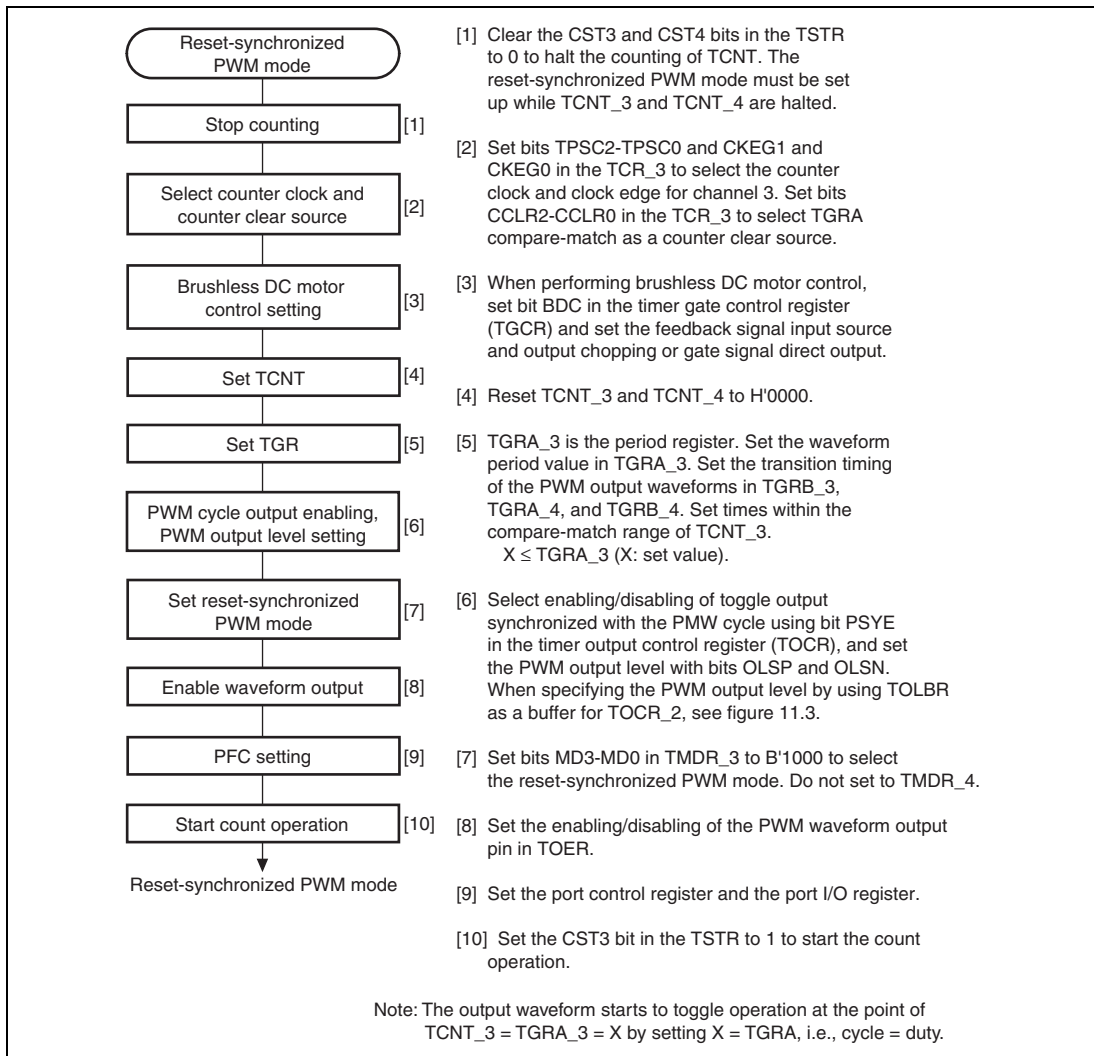 Reset-synchronized
PWM mode
Stop counting
[1]
Select counter clock and
counter clear source
[2]
Brushless DC motor
control setting
[3]
Set TCNT
[4]
Set TGR
[5]
PWM cycle output enabling,
PWM output level setting
[6]
Set reset-synchronized
PWM mode
[7]
Enable waveform output
[8]
PFC setting
[9]
Start count operation
[10]
Reset-synchronized PWM mode
[1] Clear the CST3 and CST4 bits in the TSTR
to 0 to halt the counting of TCNT. The
reset-synchronized PWM mode must be set
up while TCNT_3 and TCNT_4 are halted.
[2] Set bits TPSC2-TPSC0 and CKEG1 and
CKEG0 in the TCR_3 to select the counter
clock and clock edge for channel 3. Set bits
CCLR2-CCLR0 in the TCR_3 to select TGRA
compare-match as a counter clear source.
[3] When performing brushless DC motor control,
set bit BDC in the timer gate control register
(TGCR) and set the feedback signal input source
and output chopping or gate signal direct output.
[4] Reset TCNT_3 and TCNT_4 to H'0000.
[5] TGRA_3 is the period register. Set the waveform
period value in TGRA_3. Set the transition timing
of the PWM output waveforms in TGRB_3,
TGRA_4, and TGRB_4. Set times within the
compare-match range of TCNT_3.
X ≤ TGRA_3 (X: set value).
[6] Select enabling/disabling of toggle output
synchronized with the PMW cycle using bit PSYE
in the timer output control register (TOCR), and set
the PWM output level with bits OLSP and OLSN.
When specifying the PWM output level by using TOLBR
as a buffer for TOCR_2, see figure 11.3.
[7] Set bits MD3-MD0 in TMDR_3 to B'1000 to select
the reset-synchronized PWM mode. Do not set to TMDR_4.
[8] Set the enabling/disabling of the PWM waveform output
pin in TOER.
[9] Set the port control register and the port I/O register.
[10] Set the CST3 bit in the TSTR to 1 to start the count
operation.
Note: The output waveform starts to toggle operation at the point of
TCNT_3 = TGRA_3 = X by setting X = TGRA, i.e., cycle = duty.